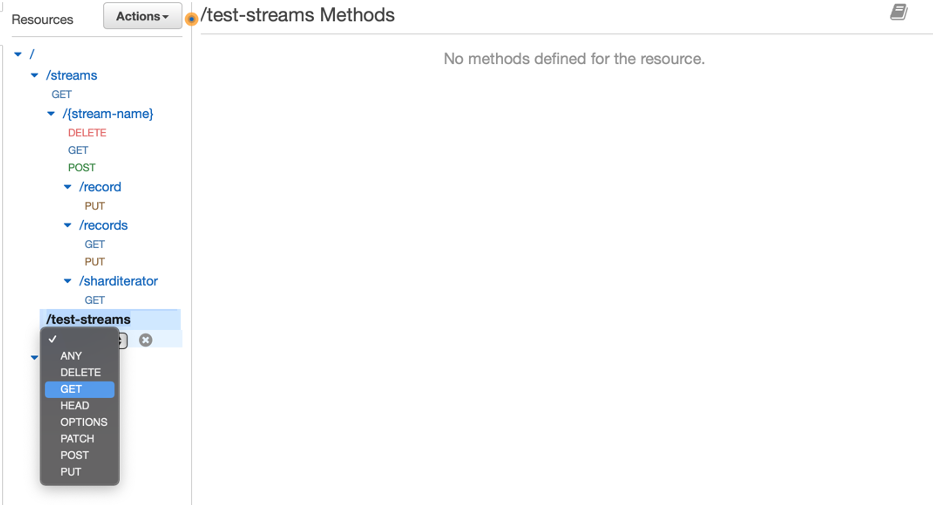 Resources
Actions
/test-streams Methods
No methods defined for the resource.
/
/streams
GET
/{stream-name}
DELETE
GET
POST
/record
PUT
/records
GET
PUT
/sharditerator
GET
/test-streams
ANY
DELETE
GET
HEAD
OPTIONS
PATCH
POST
PUT